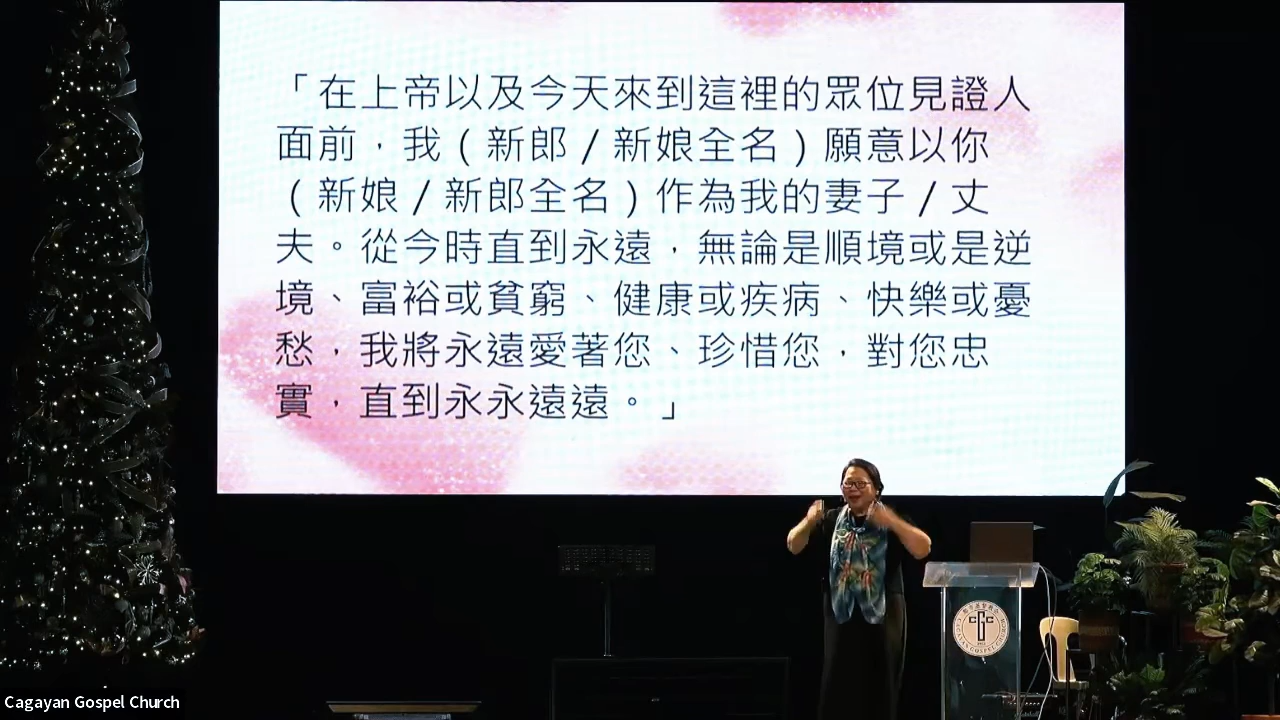 「在上帝以及今天來到這裡的眾位見證人
面前，我（新郎/新娘全名）願意以你
（新娘/新郎全名）作為我的妻子/丈
夫。從今時直到永遠，無論是順境或是逆
境、富裕或貧窮、健康或疾病、快樂或憂
愁，我將永遠愛著您、珍惜您，對您忠
實，直到永永遠遠。」
CGC
CAGAYAN GOSPEL CHURCH
Cagayan Gospel Church